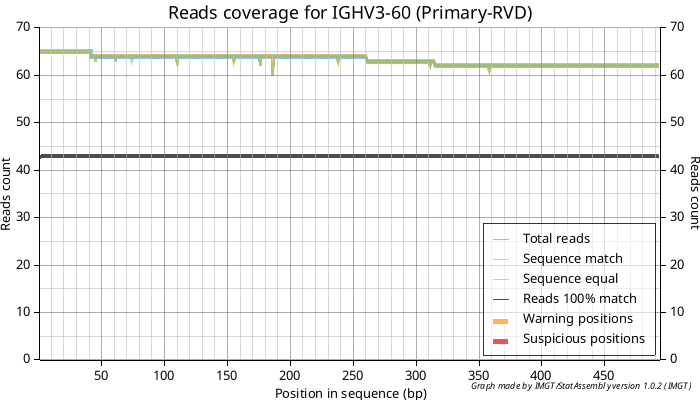 Reads coverage for IGHV3-60 (Primary-RVD)
70 70
60 60
50 50
40 40
30 30
20 20
10 10
0 0
Reads count
Reads count
Total reads
Sequence match
Sequence equal
Reads 100% match
Warning positions
Suspicious positions
50 100 150 200 250 300 350 400 450
Position in sequence (bp)
Graph made by IMGT/StatAssembly version 1.0.2 (IMGT)